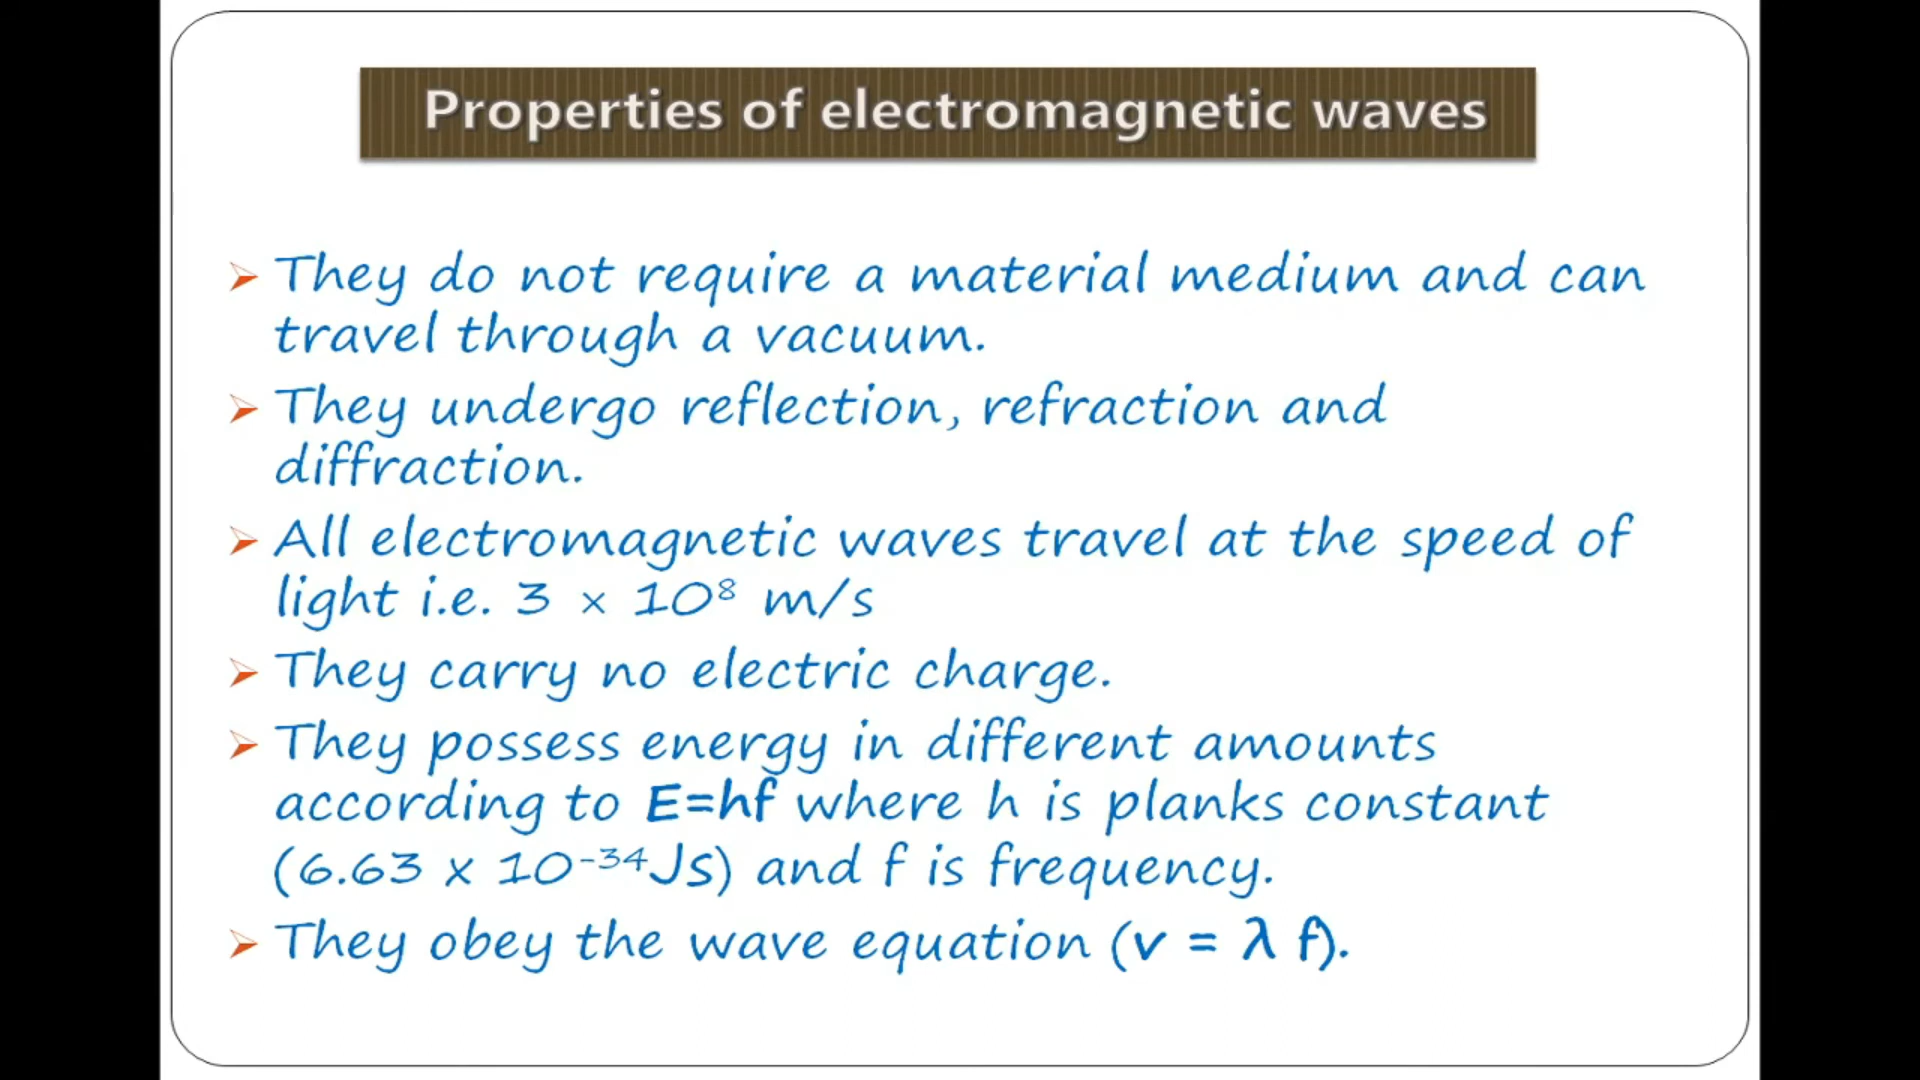 Properties of electromagnetic waves
➢ They do not require a material medium and can
travel through a vacuum.
➢ They undergo reflection, refraction and
diffraction.
➢ All electromagnetic waves travel at the speed of
light i.e. 3 × 10⁸ m/s
➢ They carry no electric charge.
➢ They possess energy in different amounts
according to E=hf where h is planks constant
(6.63 x 10⁻³⁴Js) and f is frequency.
➢ They obey the wave equation (v = λ f).